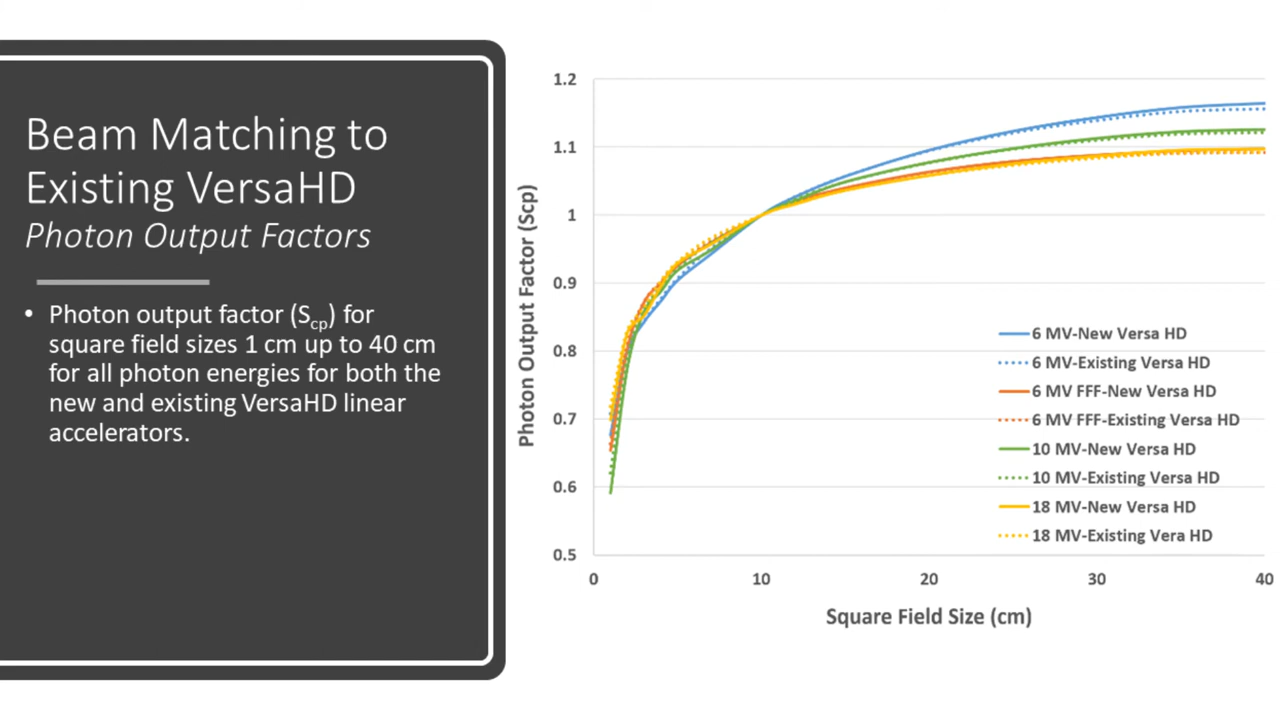 Beam Matching to
Existing VersaHD
Photon Output Factors
• Photon output factor (Scp) for
square field sizes 1 cm up to 40 cm
for all photon energies for both the
new and existing VersaHD linear
accelerators.
Photon Output Factor (Scp)
1.2
1.1
1
0.9
0.8
0.7
0.6
0.5
0
10
20
30
40
Square Field Size (cm)
6 MV-New Versa HD
6 MV-Existing Versa HD
6 MV FFF-New Versa HD
6 MV FFF-Existing Versa HD
10 MV-New Versa HD
10 MV-Existing Versa HD
18 MV-New Versa HD
18 MV-Existing Vera HD